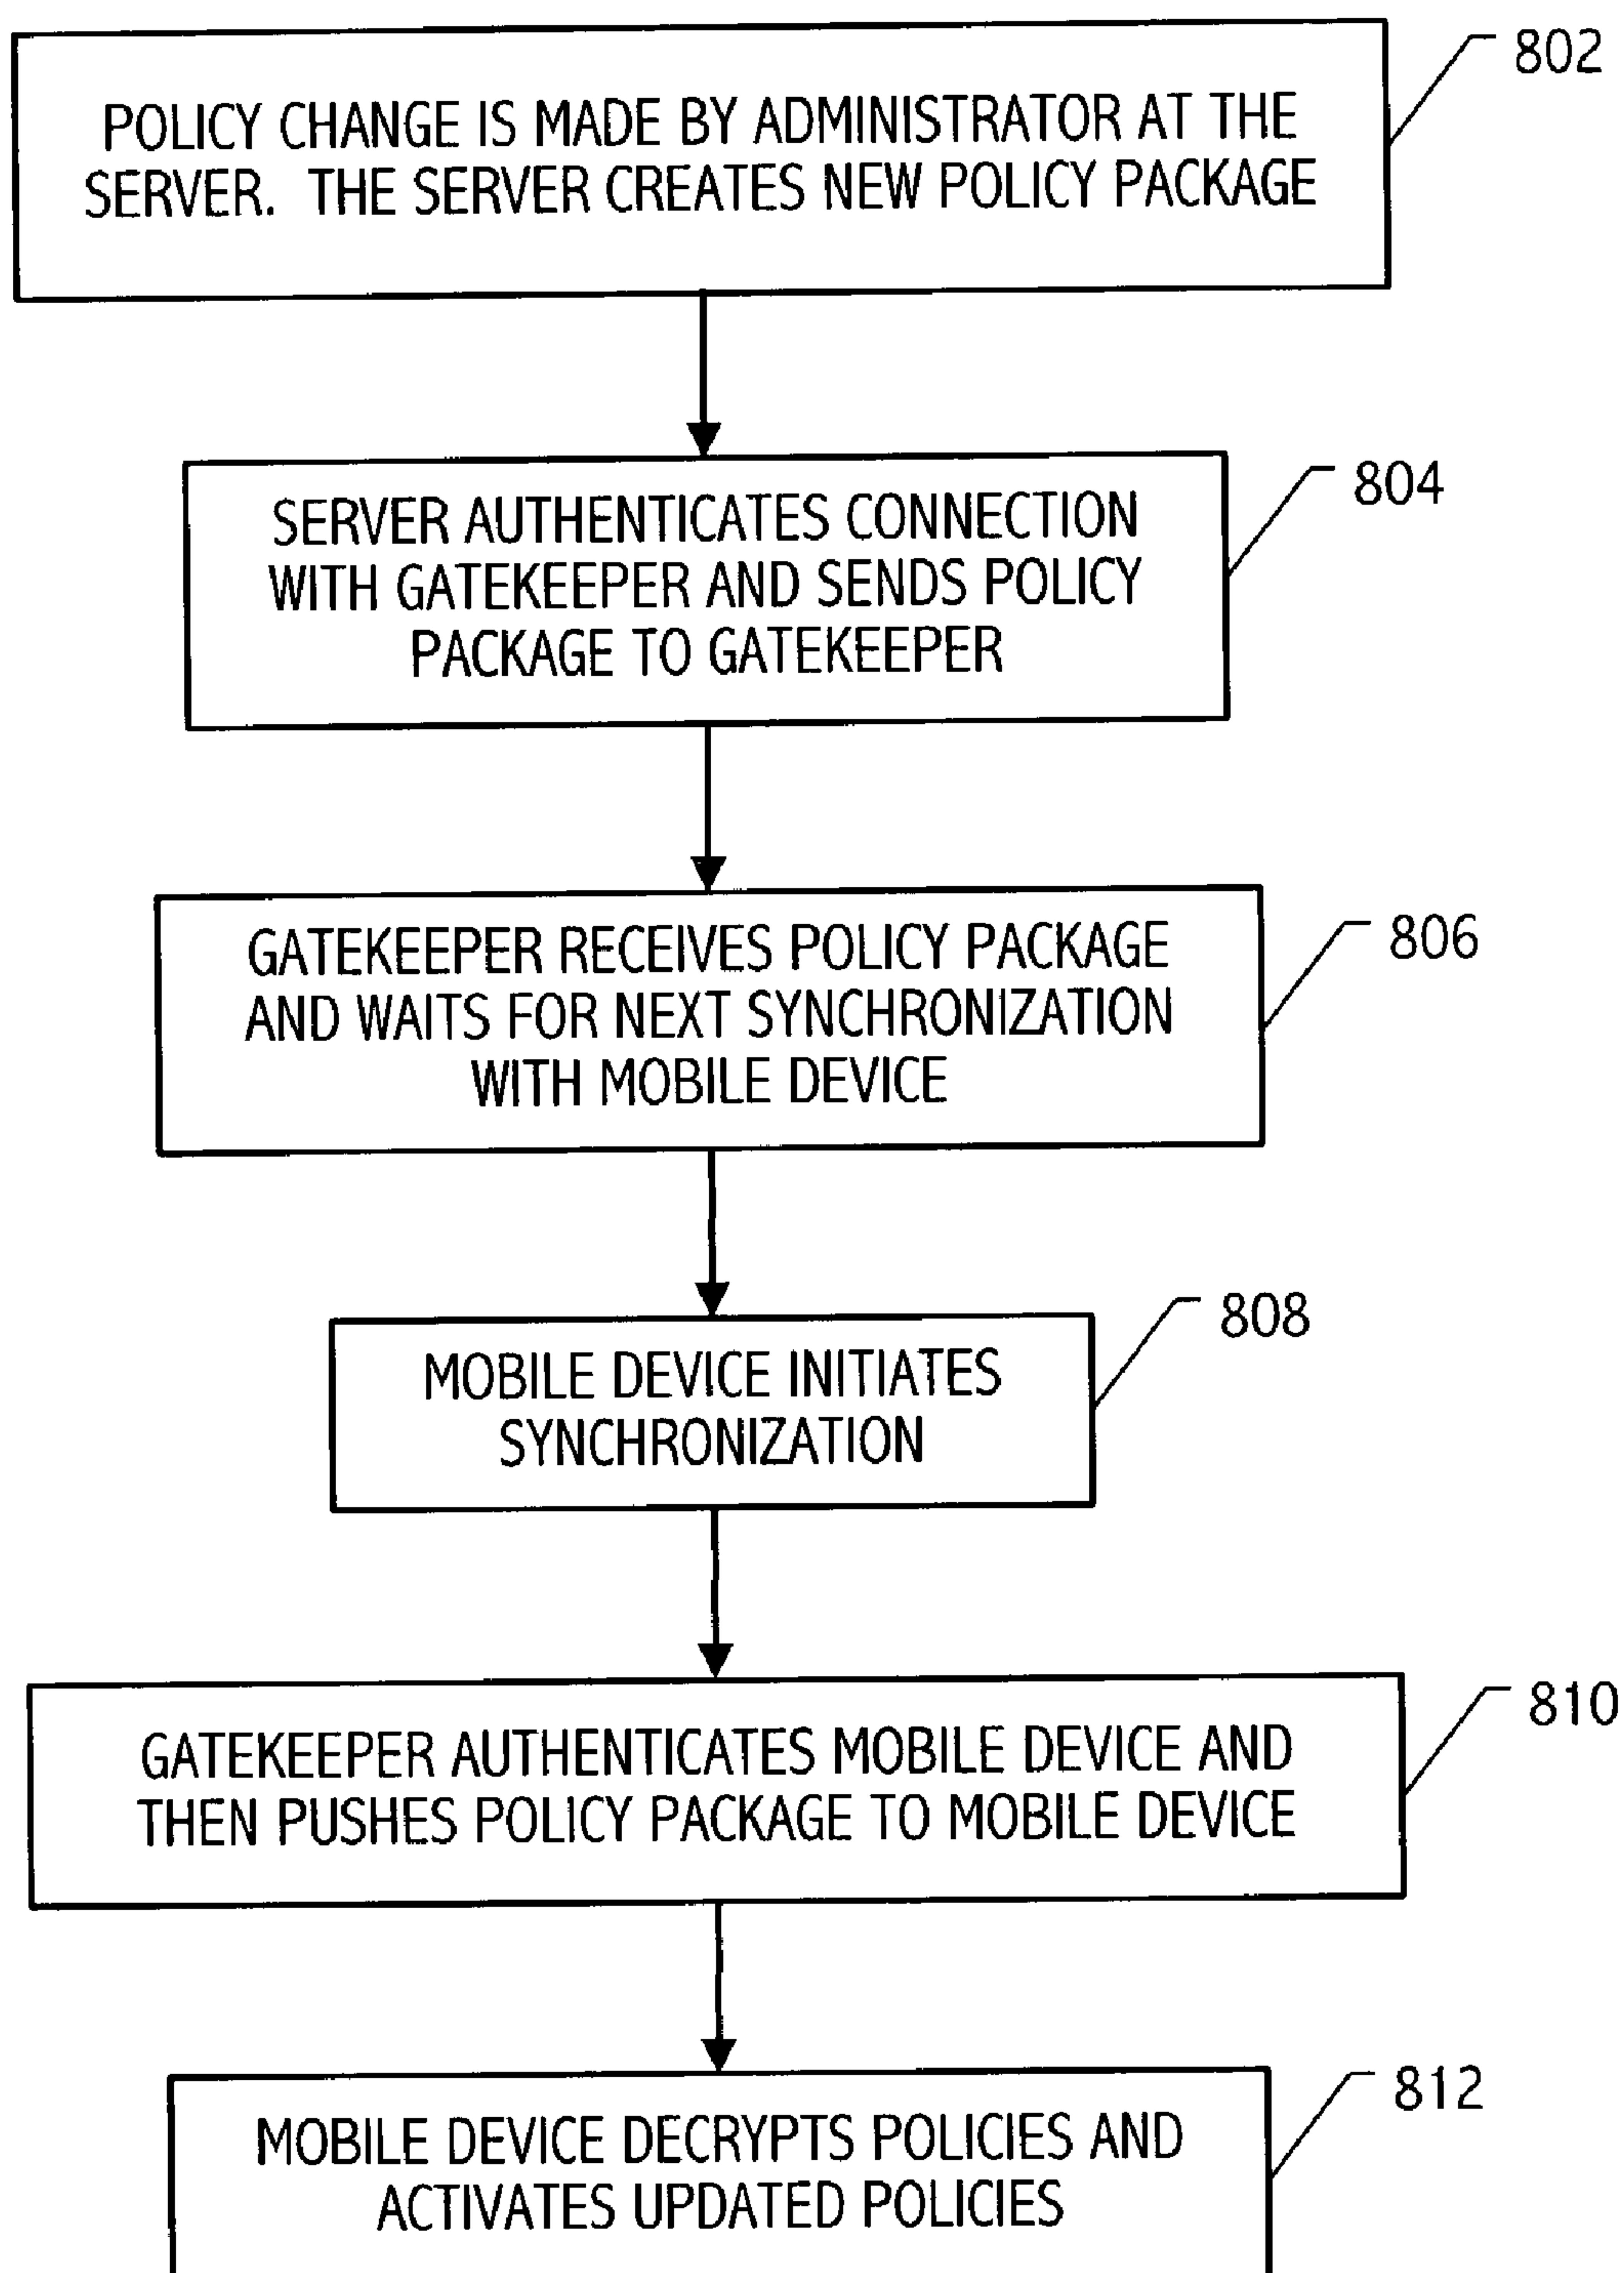 802
POLICY CHANGE IS MADE BY ADMINISTRATOR AT THE
SERVER. THE SERVER CREATES NEW POLICY PACKAGE
804
SERVER AUTHENTICATES CONNECTION
WITH GATEKEEPER AND SENDS POLICY
PACKAGE TO GATEKEEPER
806
GATEKEEPER RECEIVES POLICY PACKAGE
AND WAITS FOR NEXT SYNCHRONIZATION
WITH MOBILE DEVICE
808
MOBILE DEVICE INITIATES
SYNCHRONIZATION
810
GATEKEEPER AUTHENTICATES MOBILE DEVICE AND
THEN PUSHES POLICY PACKAGE TO MOBILE DEVICE
812
MOBILE DEVICE DECRYPTS POLICIES AND
ACTIVATES UPDATED POLICIES